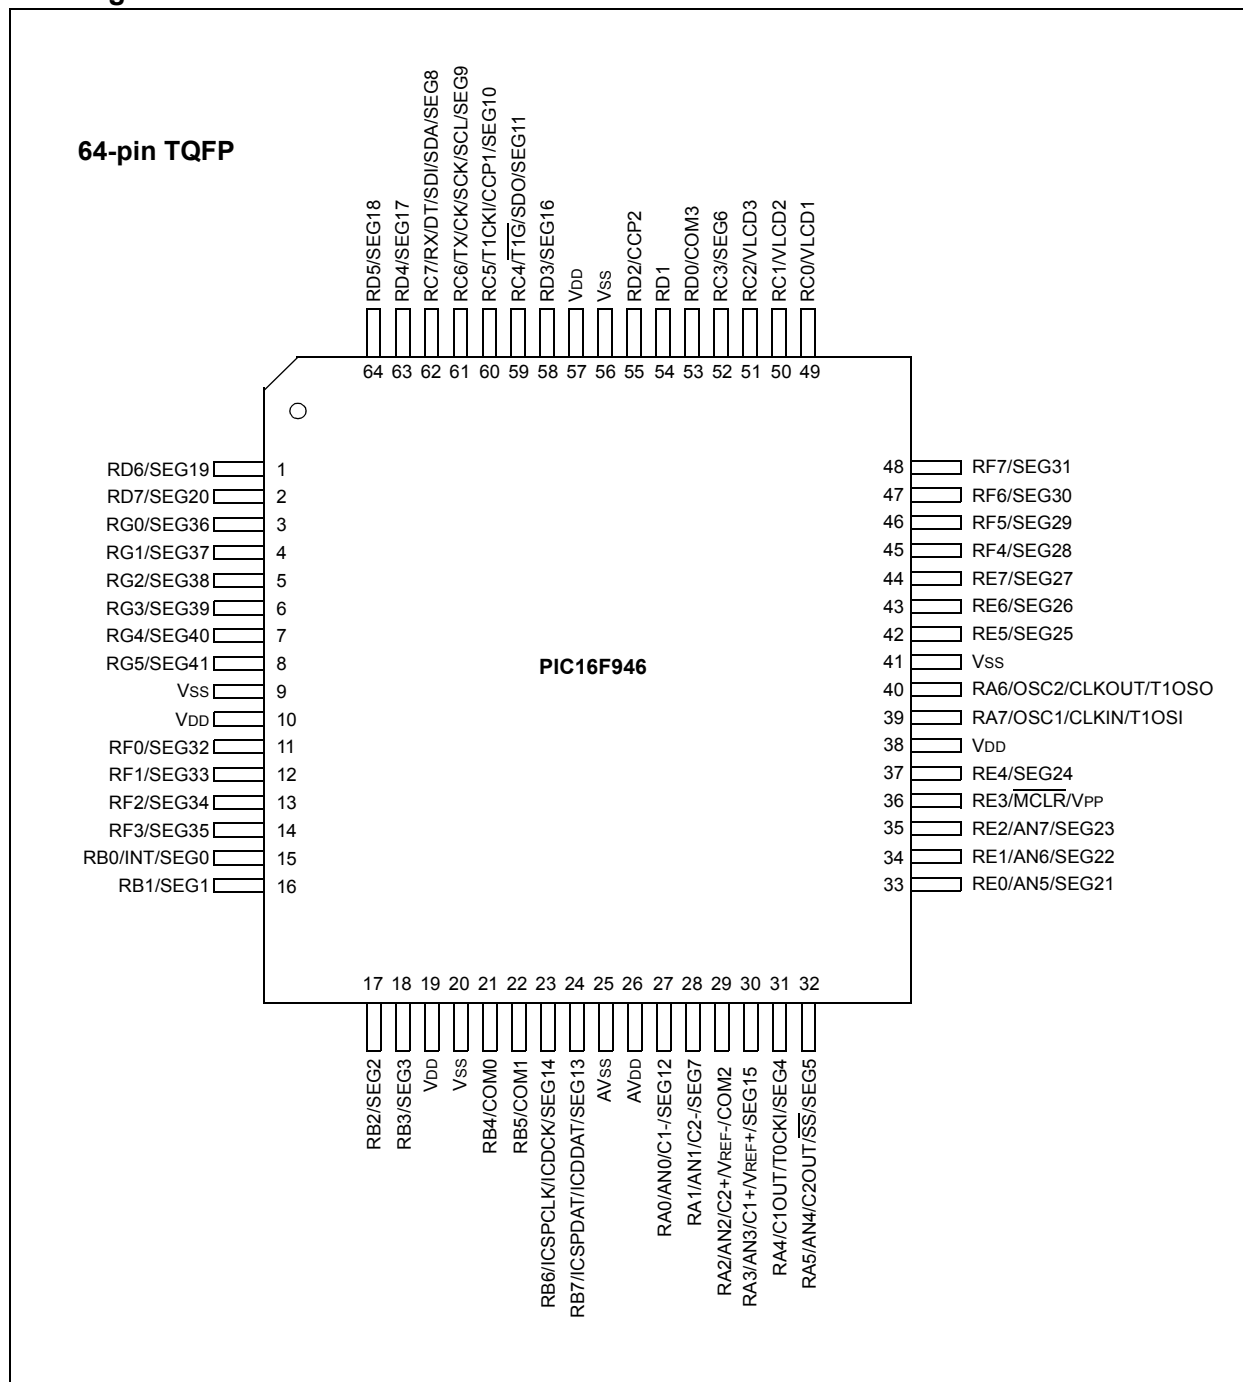 64-pin TQFP
RD5/SEG18
RD4/SEG17
RC7/RX/DT/SDI/SDA/SEG8
RC6/TX/CK/SCK/SCL/SEG9
RC5/T1CKI/CCP1/SEG10
RC4/T1G/SDO/SEG11
RD3/SEG16
VDD
VSS
RD2/CCP2
RD1
RD0/COM3
RC3/SEG6
RC2/VLCD3
RC1/VLCD2
RC0/VLCD1
64 63 62 61 60 59 58 57 56 55 54 53 52 51 50 49
RD6/SEG19 1
RD7/SEG20 2
RG0/SEG36 3
RG1/SEG37 4
RG2/SEG38 5
RG3/SEG39 6
RG4/SEG40 7
RG5/SEG41 8
VSS 9
VDD 10
RF0/SEG32 11
RF1/SEG33 12
RF2/SEG34 13
RF3/SEG35 14
RB0/INT/SEG0 15
RB1/SEG1 16
PIC16F946
48 RF7/SEG31
47 RF6/SEG30
46 RF5/SEG29
45 RF4/SEG28
44 RE7/SEG27
43 RE6/SEG26
42 RE5/SEG25
41 VSS
40 RA6/OSC2/CLKOUT/T1OSO
39 RA7/OSC1/CLKIN/T1OSI
38 VDD
37 RE4/SEG24
36 RE3/MCLR/VPP
35 RE2/AN7/SEG23
34 RE1/AN6/SEG22
33 RE0/AN5/SEG21
17 18 19 20 21 22 23 24 25 26 27 28 29 30 31 32
RB2/SEG2
RB3/SEG3
VDD
VSS
RB4/COM0
RB5/COM1
RB6/ICSPCLK/ICDCK/SEG14
RB7/ICSPDAT/ICDDAT/SEG13
AVSS
AVDD
RA0/AN0/C1-/SEG12
RA1/AN1/C2-/SEG7
RA2/AN2/C2+/VREF-/COM2
RA3/AN3/C1+/VREF+/SEG15
RA4/C1OUT/T0CKI/SEG4
RA5/AN4/C2OUT/SS/SEG5